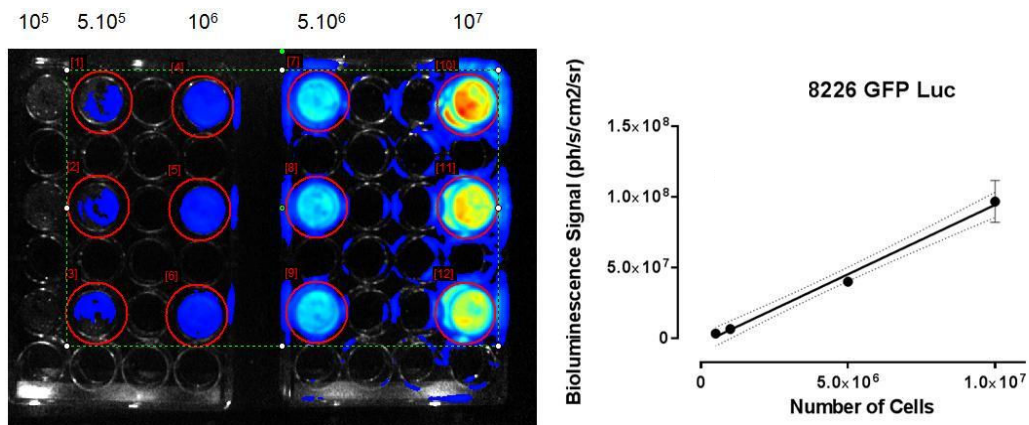 10⁵ 5.10⁵ 10⁶ 5.10⁶ 10⁷
[1] [4] [7] [10]
[2] [5] [8] [11]
[3] [6] [9] [12]
8226 GFP Luc
Bioluminescence Signal (ph/s/cm2/sr)
1.5×10⁸
1.0×10⁸
5.0×10⁷
0
0 5.0×10⁶ 1.0×10⁷
Number of Cells